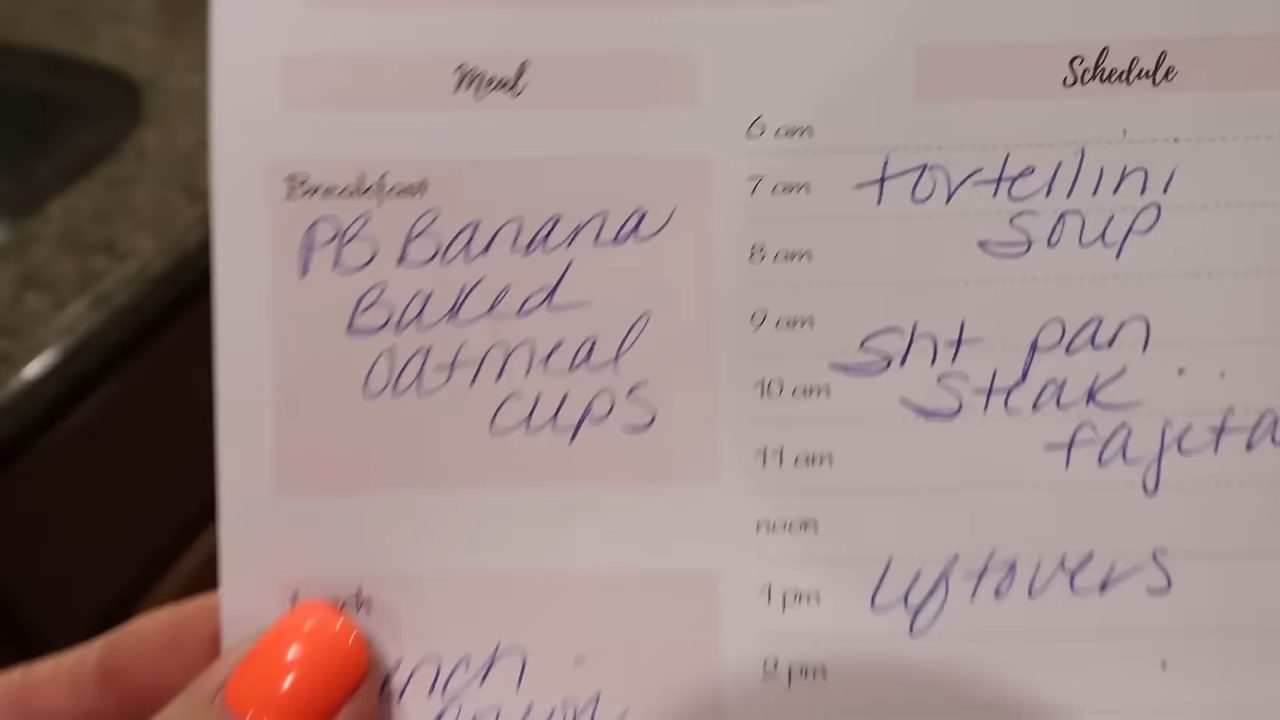 Meal
Breakfast
PB Banana
Baked
oatmeal
cups
Schedule
6 am
7 am
tortellini
soup
8 am
9 am
sht pan
10 am
steak
11 am
fajita
noon
1 pm
leftovers
2 pm